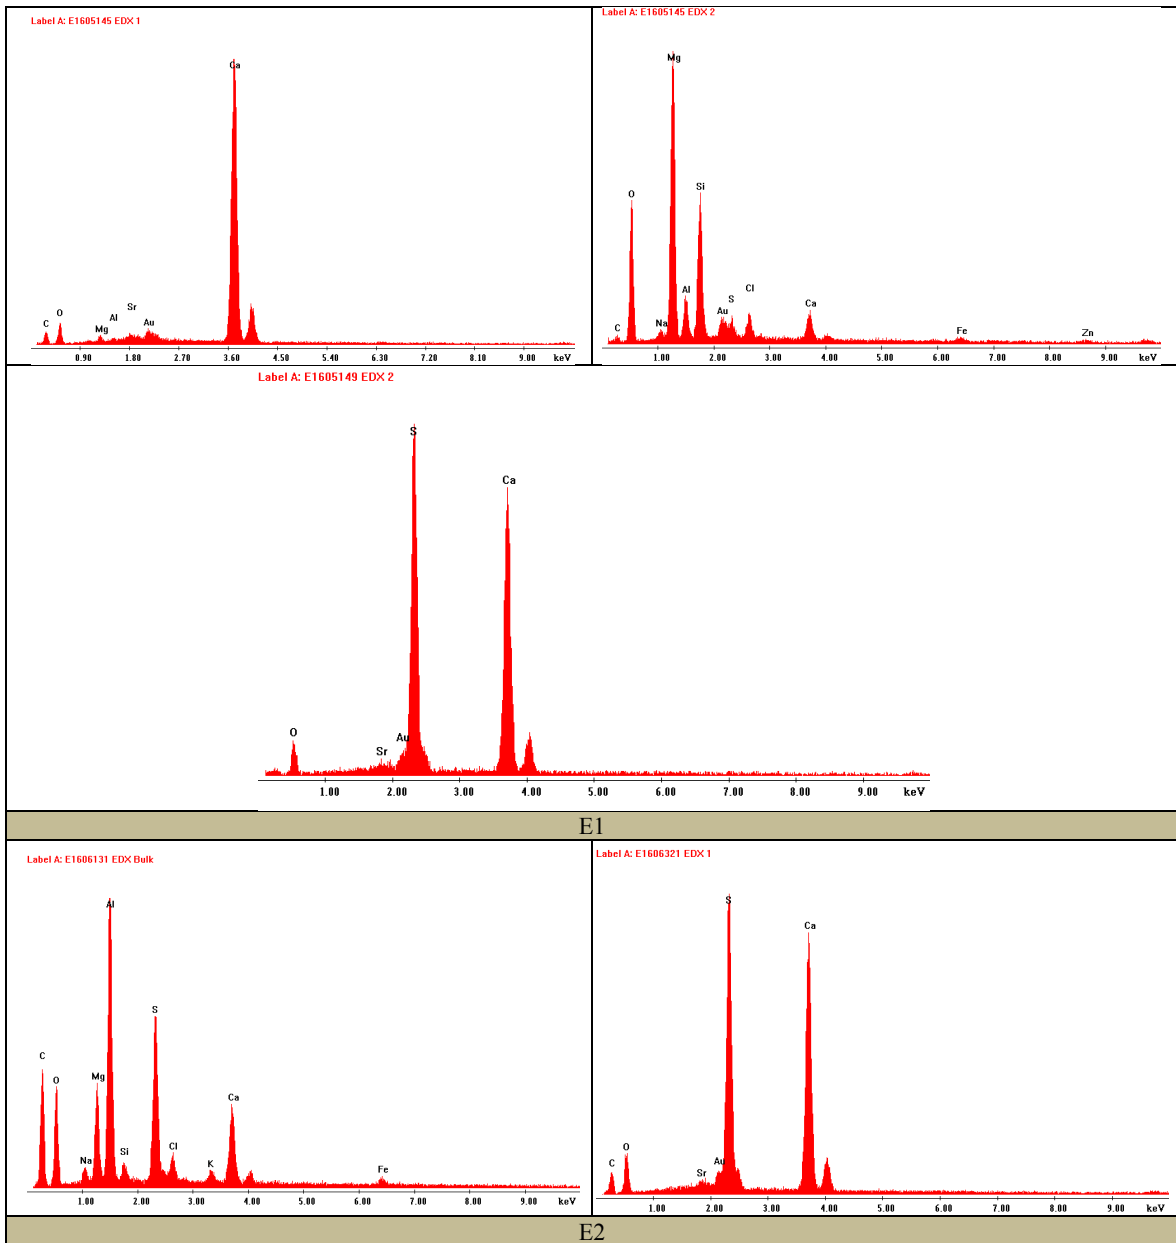 Label A: E1605145 EDX 1
Ca
C O Mg Al Sr Au
0.90 1.80 2.70 3.60 4.50 5.40 6.30 7.20 8.10 9.00 keV
Label A: E1605145 EDX 2
Mg
O Si
C Na Al Au S Cl Ca Fe Zn
1.00 2.00 3.00 4.00 5.00 6.00 7.00 8.00 9.00 keV
Label A: E1605149 EDX 2
S
Ca
O Sr Au
1.00 2.00 3.00 4.00 5.00 6.00 7.00 8.00 9.00 keV
E1
Label A: E1606131 EDX Bulk
Al
S
C O Na Mg Si Cl K Ca Fe
1.00 2.00 3.00 4.00 5.00 6.00 7.00 8.00 9.00 keV
Label A: E1606321 EDX 1
S
Ca
C O Sr Au
1.00 2.00 3.00 4.00 5.00 6.00 7.00 8.00 9.00 keV
E2